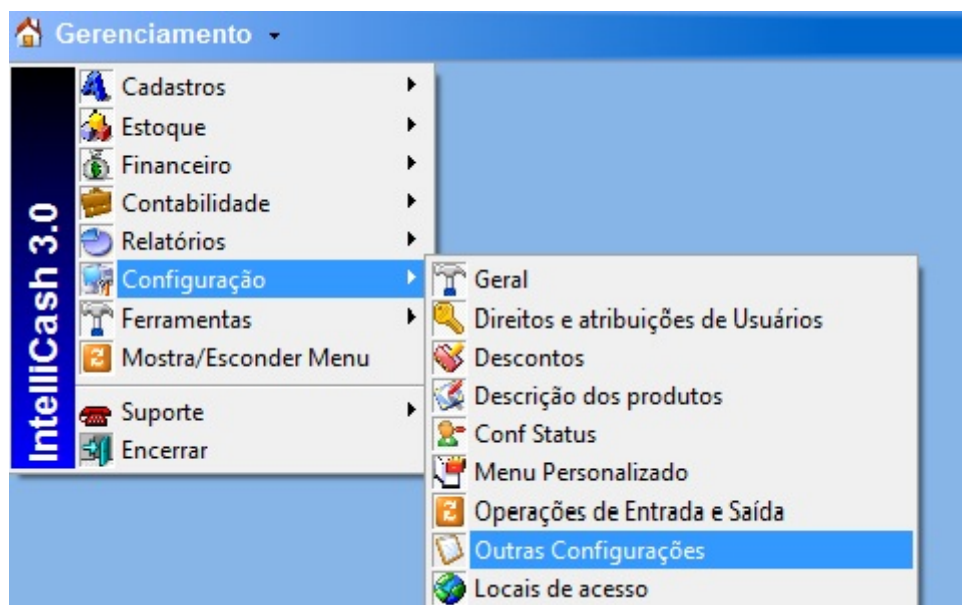 Gerenciamento
IntelliCash 3.0
Cadastros
Estoque
Financeiro
Contabilidade
Relatórios
Configuração
Ferramentas
Mostra/Esconder Menu
Suporte
Encerrar
Geral
Direitos e atribuições de Usuários
Descontos
Descrição dos produtos
Conf Status
Menu Personalizado
Operações de Entrada e Saída
Outras Configurações
Locais de acesso